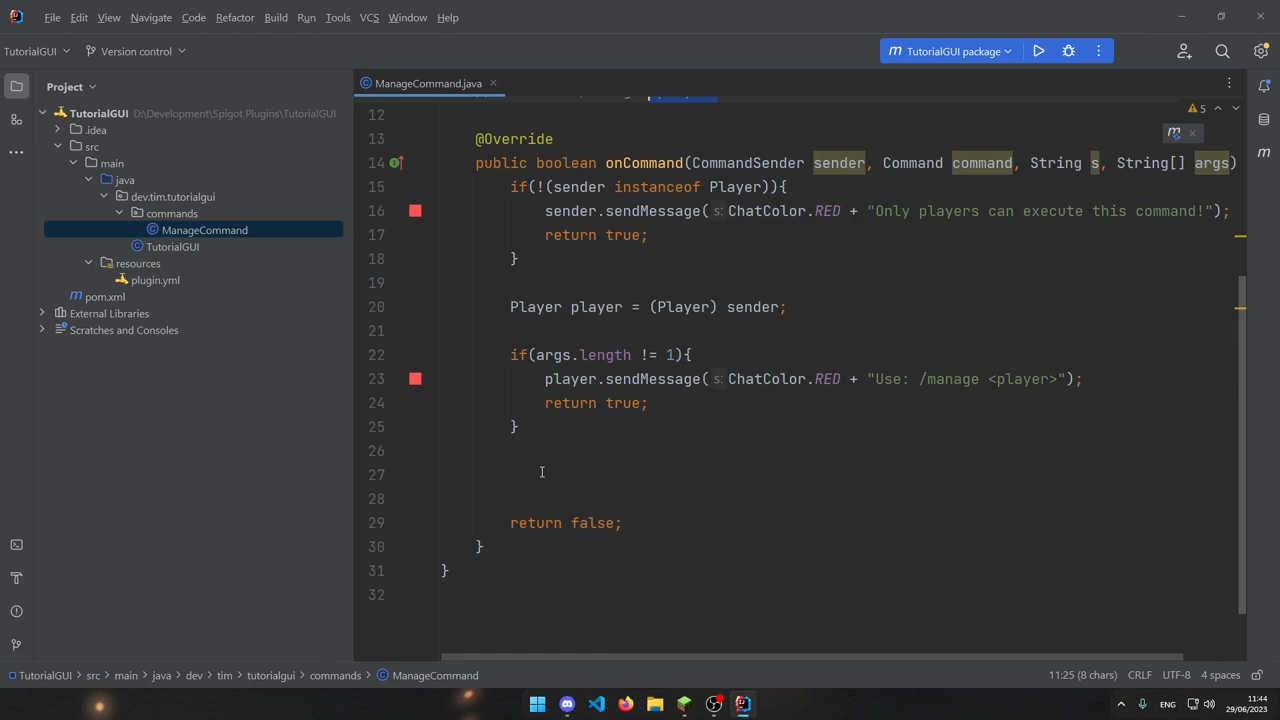 File Edit View Navigate Code Refactor Build Run Tools VCS Window Help
TutorialGUI Version control TutorialGUI package
Project
ManageCommand.java
TutorialGUI D:\Development\Spigot Plugins\TutorialGUI
.idea
src
main
java
dev.tim.tutorialgui
commands
ManageCommand
TutorialGUI
resources
plugin.yml
pom.xml
External Libraries
Scratches and Consoles
5
12
13 @Override
14 public boolean onCommand(CommandSender sender, Command command, String s, String[] args)
15 if(!(sender instanceof Player)){
16 sender.sendMessage( s: ChatColor.RED + "Only players can execute this command!");
17 return true;
18 }
19
20 Player player = (Player) sender;
21
22 if(args.length != 1){
23 player.sendMessage( s: ChatColor.RED + "Use: /manage <player>");
24 return true;
25 }
26
27
28
29 return false;
30 }
31 }
32
TutorialGUI > src > main > java > dev > tim > tutorialgui > commands > ManageCommand
11:25 (8 chars) CRLF UTF-8 4 spaces
ENG
11:44
29/06/2023